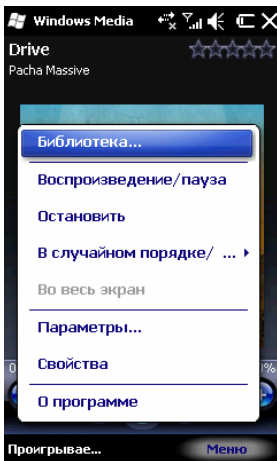 Windows Media
Drive
Pacha Massive
Библиотека...
Воспроизведение/пауза
Остановить
В случайном порядке/ ...
Во весь экран
Параметры...
Свойства
О программе
Проигрывае... Меню